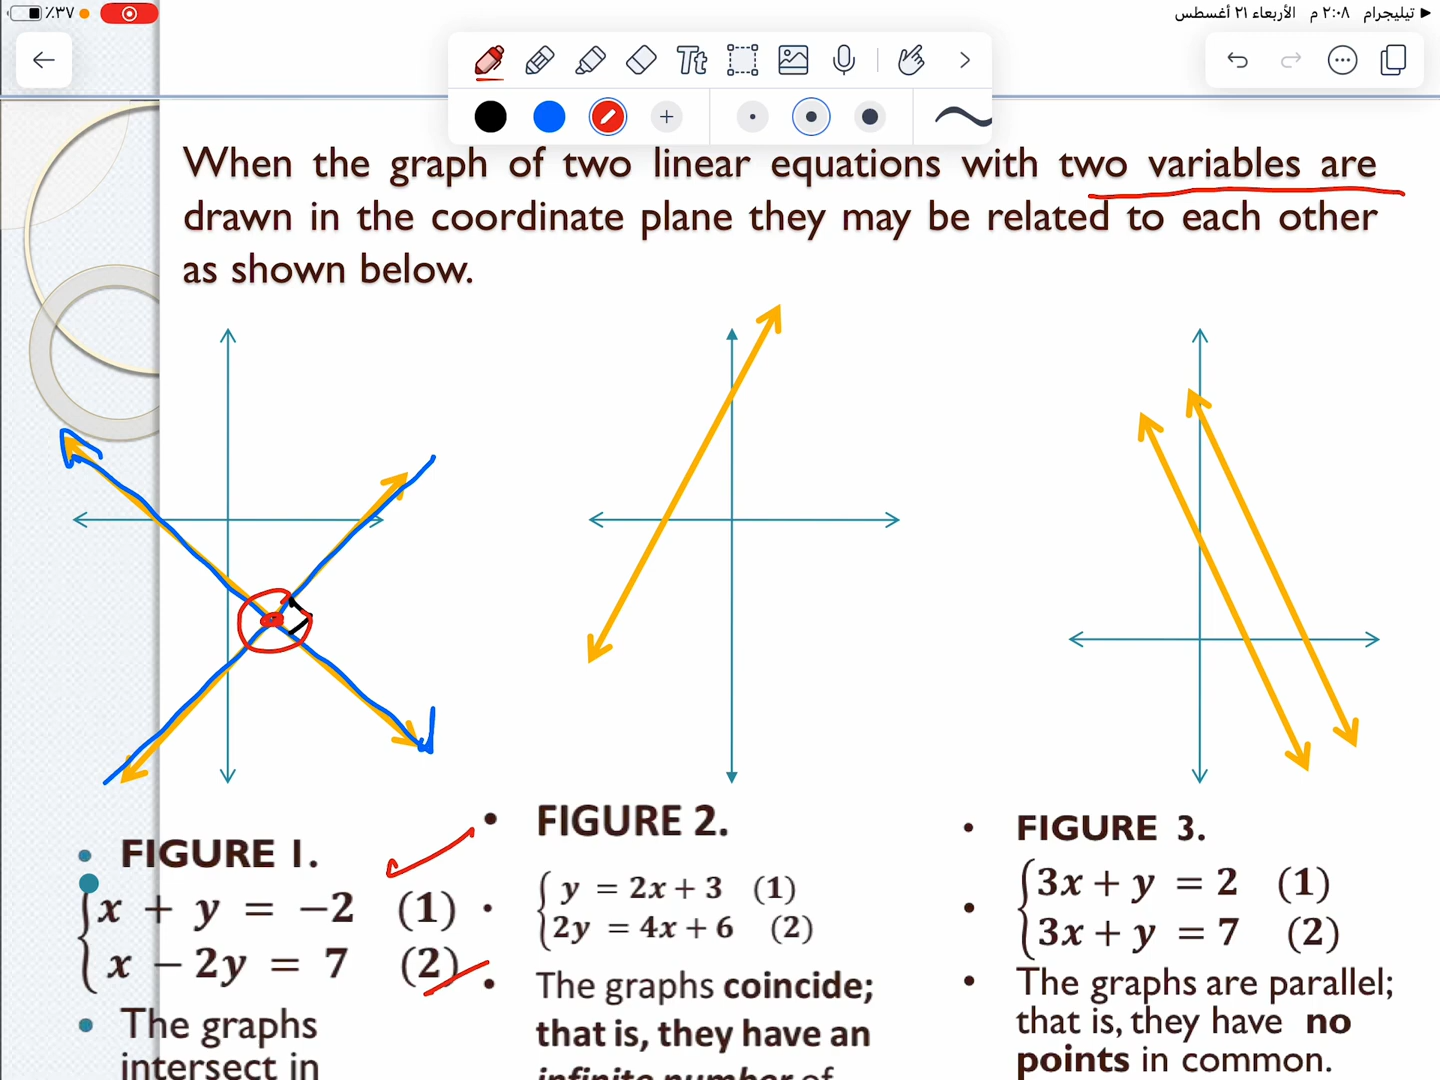 ٪٣٧
◀ تيليجرام ٢:٠٨ م الأربعاء ٢١ أغسطس
Tt
When the graph of two linear equations with two variables are
drawn in the coordinate plane they may be related to each other
as shown below.
• FIGURE 1.
x + y = −2 (1)
x − 2y = 7 (2)
• The graphs
intersect in
• FIGURE 2.
• y = 2x + 3 (1)
2y = 4x + 6 (2)
• The graphs coincide;
that is, they have an
infinite number of
• FIGURE 3.
• 3x + y = 2 (1)
3x + y = 7 (2)
• The graphs are parallel;
that is, they have no
points in common.